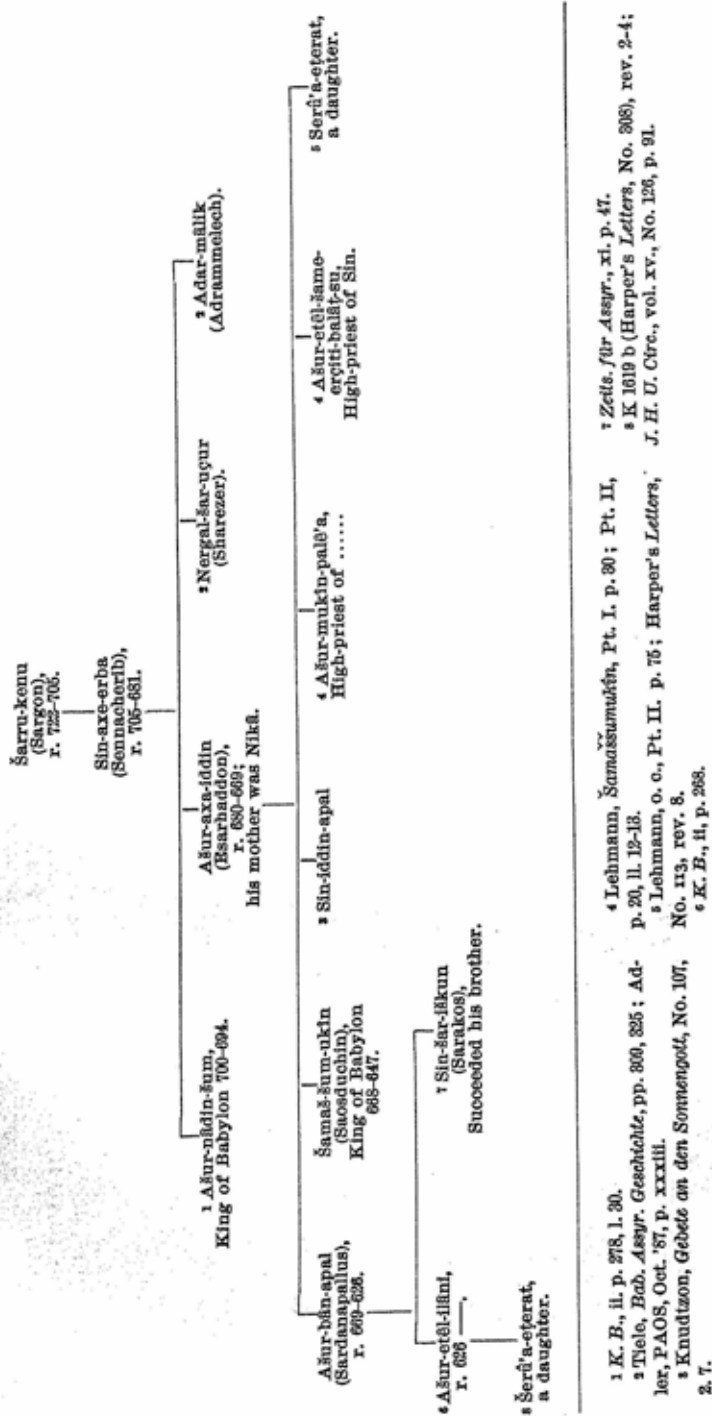 Šarru-kenu
(Sargon),
r. 722–705.
Sin-axe-erba
(Sennacherib),
r. 705–681.
¹ Ašur-nâdin-šum,
King of Babylon 700–694.
Ašur-axa-iddin
(Esarhaddon),
r. 680–669;
his mother was Nikâ.
² Nergal-šar-uçur
(Sharezer).
² Adar-mâlik
(Adrammelech).
Ašur-bân-apal
(Sardanapallus),
r. 669–626.
Šamaš-šum-ukîn
(Saosduchin),
King of Babylon
668–647.
³ Sin-iddin-apal
⁴ Ašur-mukîn-palê'a,
High-priest of ......
⁴ Ašur-etêl-šame-
erçiti-balâṭ-su,
High-priest of Sin.
⁵ Šerû'a-eṭerat,
a daughter.
⁶ Ašur-etêl-ilâni,
r. 626 ——.
⁷ Sin-šar-iškun
(Sarakos),
Succeeded his brother.
⁸ Šerû'a-eṭerat,
a daughter.
¹ K. B., ii. p. 278, l. 30.
² Tiele, Bab. Assyr. Geschichte, pp. 309, 325; Ad-
ler, PAOS, Oct. '87, p. xxxiii.
³ Knudtzon, Gebete an den Sonnengott, No. 107,
2. 7.
⁴ Lehmann, Šamaššumukîn, Pt. I. p. 30; Pt. II,
p. 20, ll. 12–13.
⁵ Lehmann, o. c., Pt. II. p. 75; Harper's Letters,
No. 113, rev. 8.
⁶ K. B., ii, p. 268.
⁷ Zeits. für Assyr., xi. p. 47.
⁸ K 1619 b (Harper's Letters, No. 308), rev. 2–4;
J. H. U. Circ., vol. xv., No. 126, p. 91.